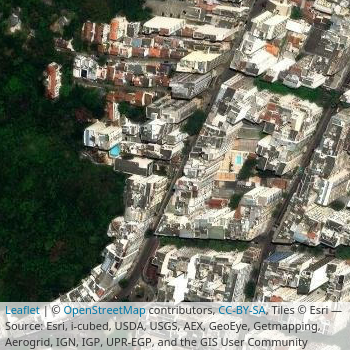 Leaflet | © OpenStreetMap contributors, CC-BY-SA, Tiles © Esri —
Source: Esri, i-cubed, USDA, USGS, AEX, GeoEye, Getmapping,
Aerogrid, IGN, IGP, UPR-EGP, and the GIS User Community